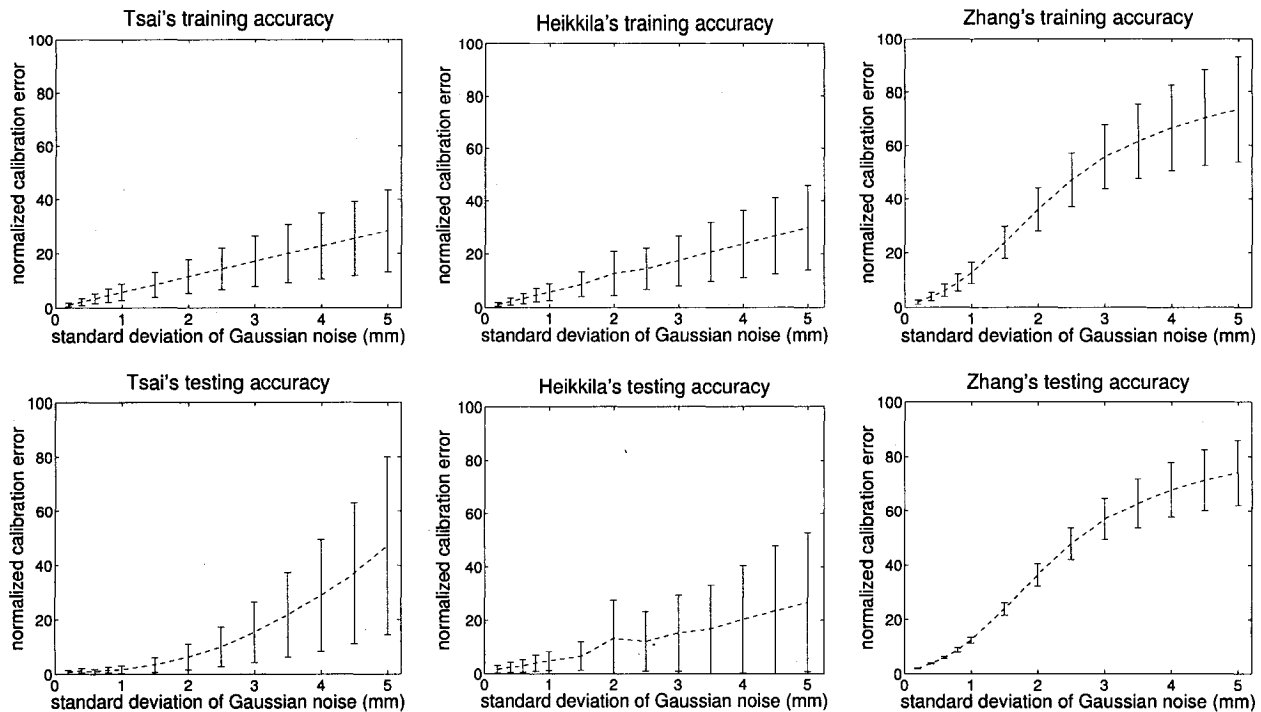 Tsai's training accuracy
normalized calibration error
100
80
60
40
20
0
0 1 2 3 4 5
standard deviation of Gaussian noise (mm)
Heikkila's training accuracy
normalized calibration error
100
80
60
40
20
0
0 1 2 3 4 5
standard deviation of Gaussian noise (mm)
Zhang's training accuracy
normalized calibration error
100
80
60
40
20
0
0 1 2 3 4 5
standard deviation of Gaussian noise (mm)
Tsai's testing accuracy
normalized calibration error
100
80
60
40
20
0
0 1 2 3 4 5
standard deviation of Gaussian noise (mm)
Heikkila's testing accuracy
normalized calibration error
100
80
60
40
20
0
0 1 2 3 4 5
standard deviation of Gaussian noise (mm)
Zhang's testing accuracy
normalized calibration error
100
80
60
40
20
0
0 1 2 3 4 5
standard deviation of Gaussian noise (mm)